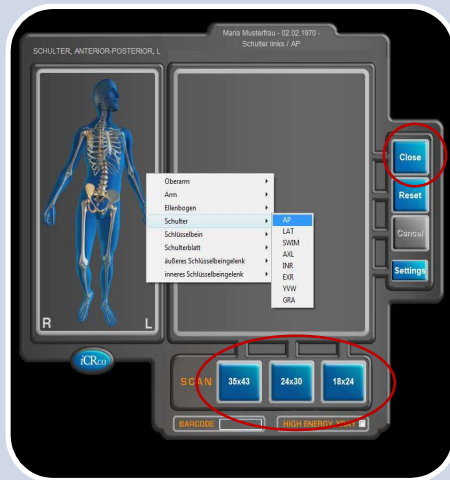 Maria Musterfrau - 02.02.1970 -
Schulter links / AP
SCHULTER, ANTERIOR-POSTERIOR, L
Oberarm
Arm
Ellenbogen
Schulter
Schlüsselbein
Schulterblatt
äußeres Schlüsselbeingelenk
inneres Schlüsselbeingelenk
AP
LAT
SWIM
AXL
INR
EXR
YVW
GRA
Close
Reset
Cancel
Settings
R L
iCRco
SCAN 35x43 24x30 18x24
BARCODE HIGH ENERGY XRAY